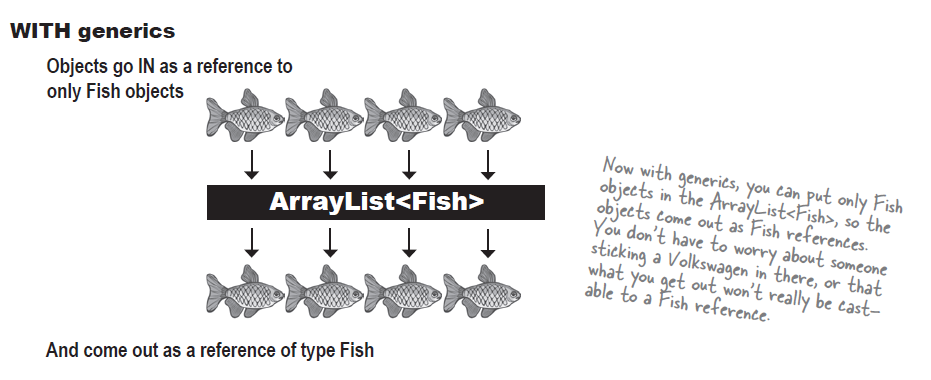 WITH generics
Objects go IN as a reference to
only Fish objects
ArrayList<Fish>
Now with generics, you can put only Fish
objects in the ArrayList<Fish>, so the
objects come out as Fish references.
You don't have to worry about someone
sticking a Volkswagen in there, or that
what you get out won't really be cast–
able to a Fish reference.
And come out as a reference of type Fish